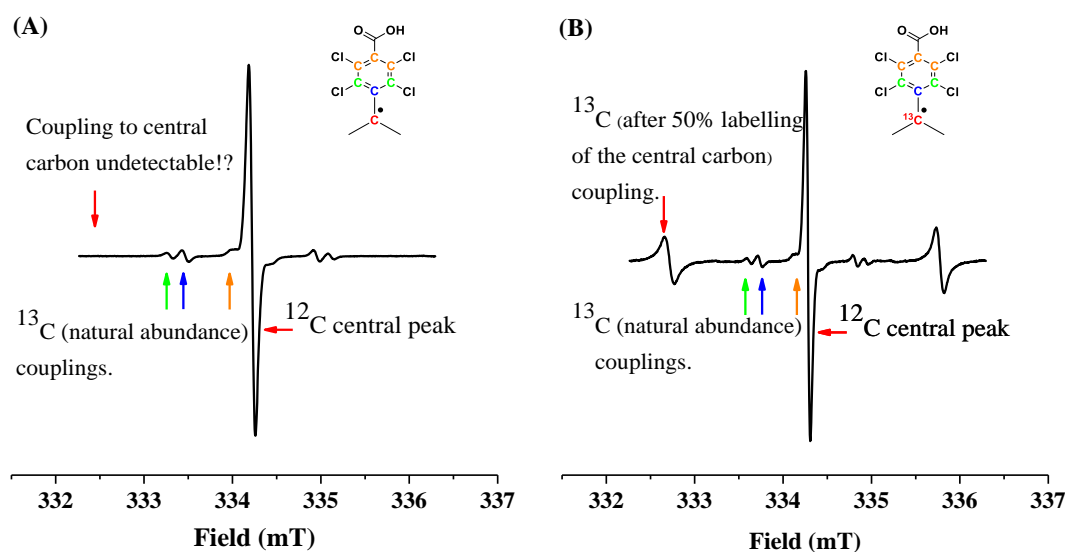 (A)
O OH
Cl C Cl
C C
C C
Cl C Cl
C
Coupling to central
carbon undetectable!?
13C (natural abundance)
couplings.
12C central peak
332 333 334 335 336 337
Field (mT)
(B)
O OH
Cl C Cl
C C
C C
Cl C Cl
13C
13C (after 50% labelling
of the central carbon)
coupling.
13C (natural abundance)
couplings.
12C central peak
332 333 334 335 336 337
Field (mT)